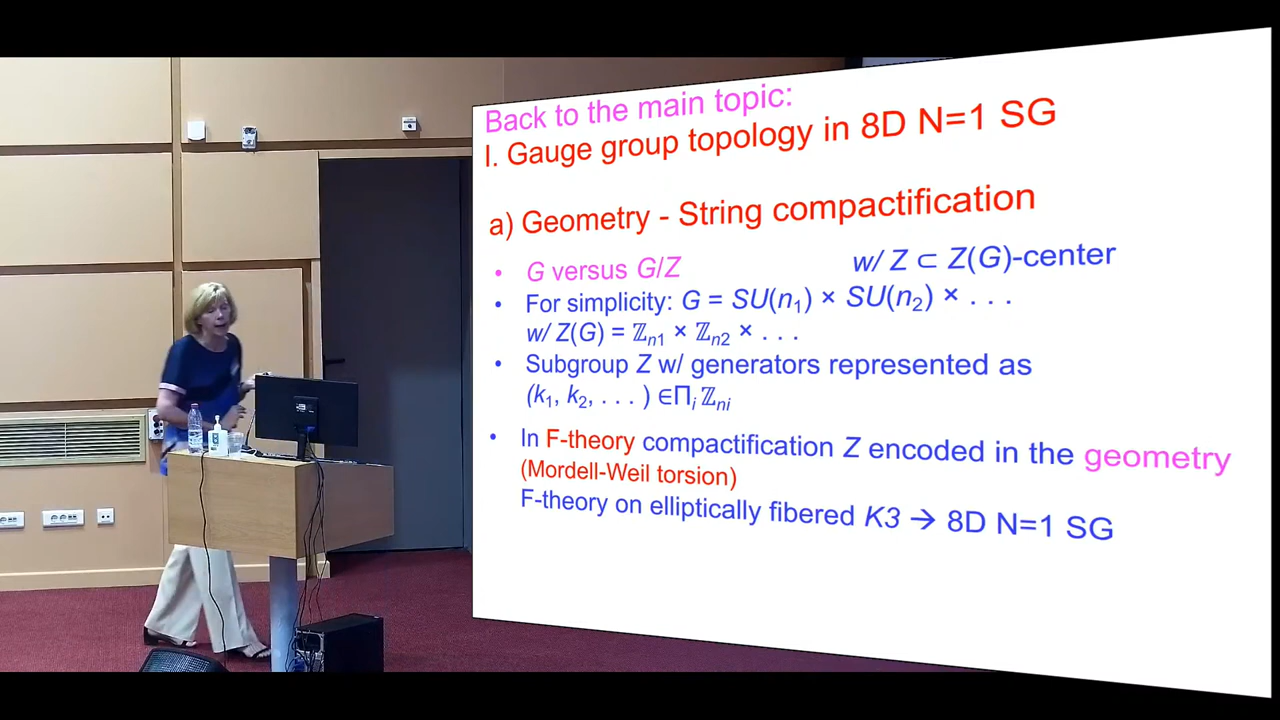 Back to the main topic:
I. Gauge group topology in 8D N=1 SG
a) Geometry - String compactification
• G versus G/Z w/ Z ⊂ Z(G)-center
• For simplicity: G = SU(n₁) × SU(n₂) × . . .
w/ Z(G) = ℤn1 × ℤn2 × . . .
• Subgroup Z w/ generators represented as
(k₁, k₂, . . . ) ∈Πi ℤni
• In F-theory compactification Z encoded in the geometry
(Mordell-Weil torsion)
F-theory on elliptically fibered K3 → 8D N=1 SG